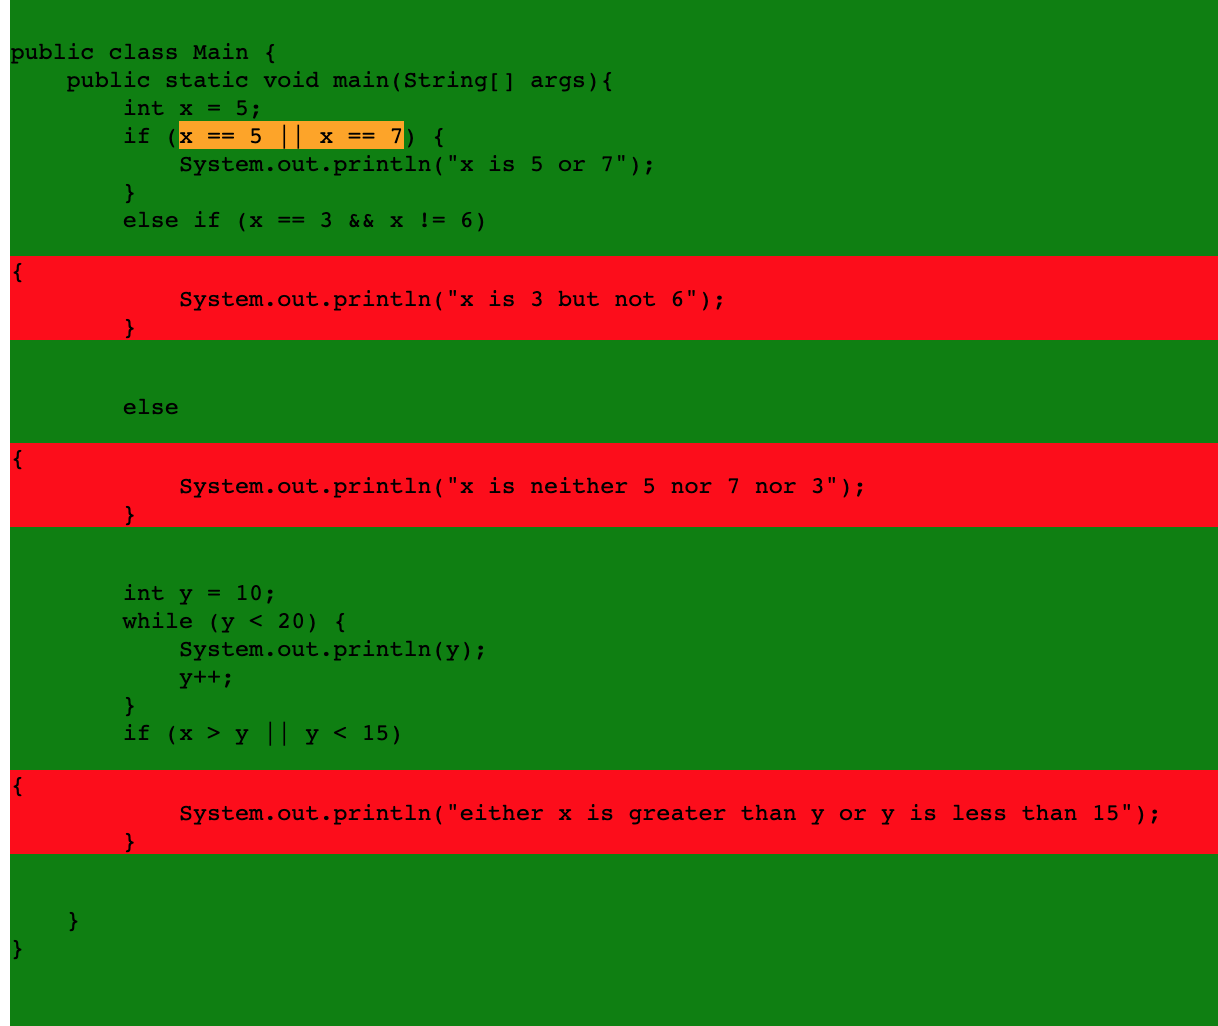 public class Main {
    public static void main(String[] args){
        int x = 5;
        if (x == 5 || x == 7) {
            System.out.println("x is 5 or 7");
        }
        else if (x == 3 && x != 6)
{
            System.out.println("x is 3 but not 6");
        }
        else
{
            System.out.println("x is neither 5 nor 7 nor 3");
        }
        int y = 10;
        while (y < 20) {
            System.out.println(y);
            y++;
        }
        if (x > y || y < 15)
{
            System.out.println("either x is greater than y or y is less than 15");
        }
    }
}